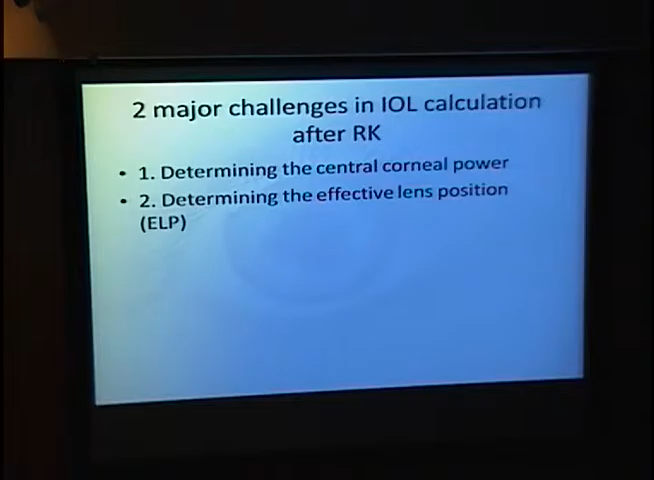 2 major challenges in IOL calculation
after RK
• 1. Determining the central corneal power
• 2. Determining the effective lens position
(ELP)